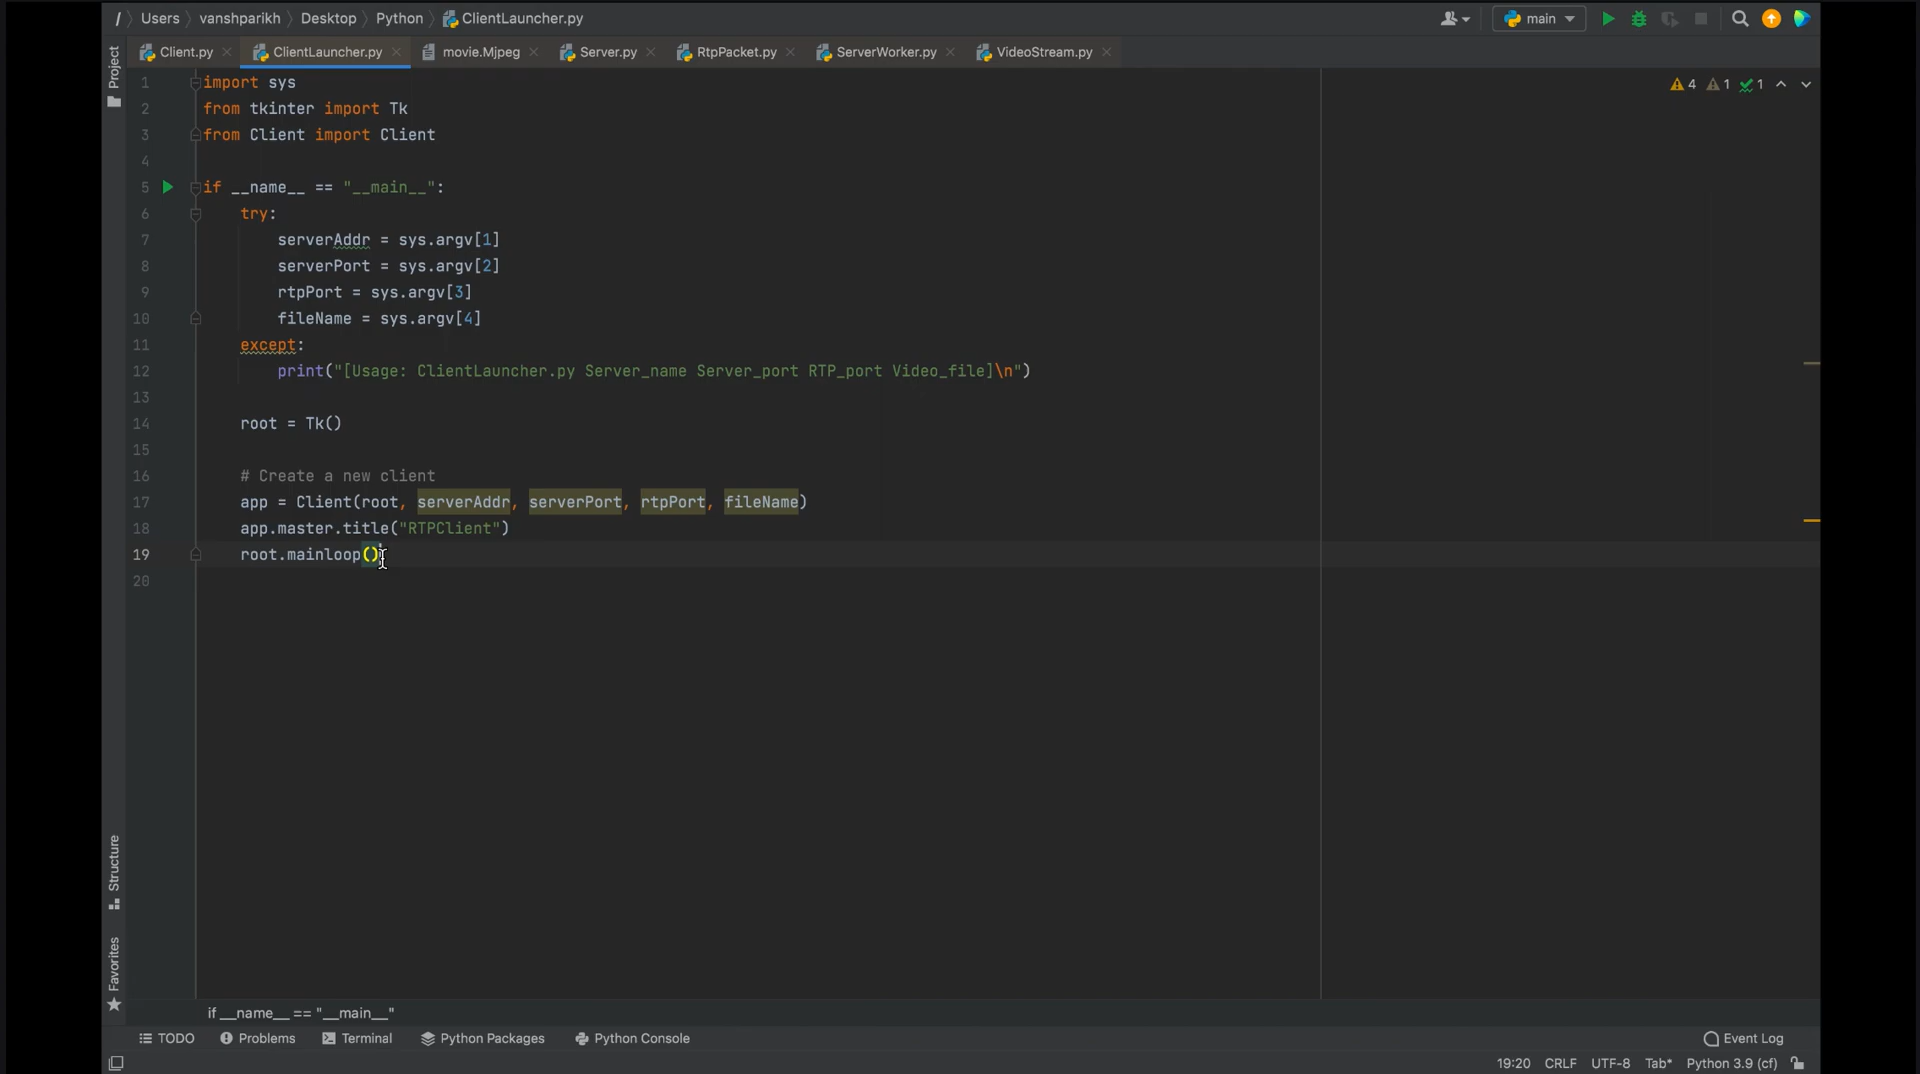 / Users vanshparikh Desktop Python ClientLauncher.py main
Client.py ClientLauncher.py movie.Mjpeg Server.py RtpPacket.py ServerWorker.py VideoStream.py
Project
4 1 1
1 import sys
2 from tkinter import Tk
3 from Client import Client
4
5 if __name__ == "__main__":
6 try:
7 serverAddr = sys.argv[1]
8 serverPort = sys.argv[2]
9 rtpPort = sys.argv[3]
10 fileName = sys.argv[4]
11 except:
12 print("[Usage: ClientLauncher.py Server_name Server_port RTP_port Video_file]\n")
13
14 root = Tk()
15
16 # Create a new client
17 app = Client(root, serverAddr, serverPort, rtpPort, fileName)
18 app.master.title("RTPClient")
19 root.mainloop()
20
Structure
Favorites
if __name__ == "__main__"
TODO Problems Terminal Python Packages Python Console Event Log
19:20 CRLF UTF-8 Tab* Python 3.9 (cf)